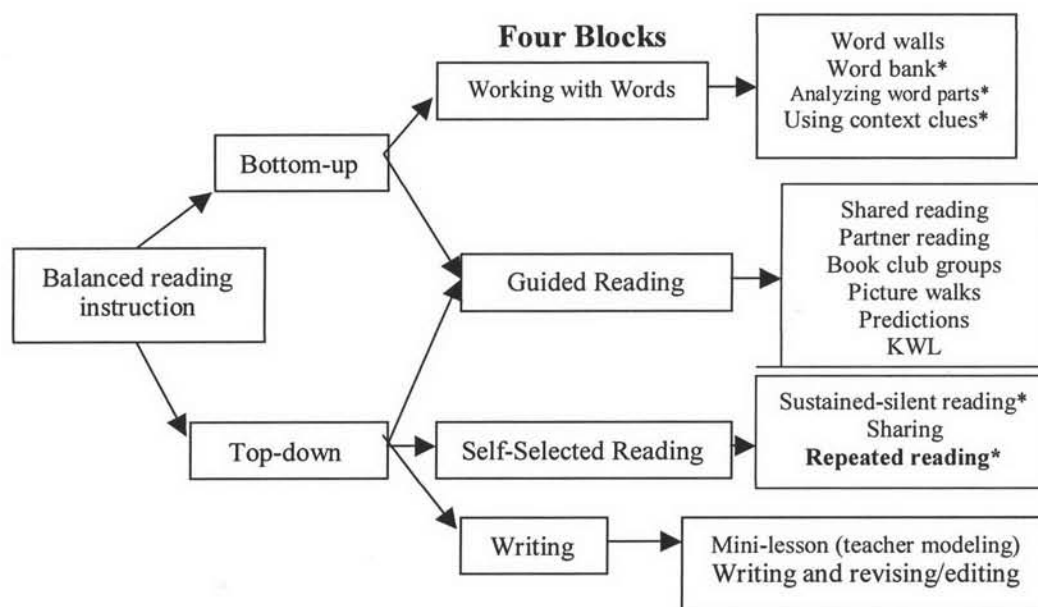 Four Blocks
Working with Words
Word walls
Word bank*
Analyzing word parts*
Using context clues*
Bottom-up
Balanced reading
instruction
Guided Reading
Shared reading
Partner reading
Book club groups
Picture walks
Predictions
KWL
Top-down
Self-Selected Reading
Sustained-silent reading*
Sharing
Repeated reading*
Writing
Mini-lesson (teacher modeling)
Writing and revising/editing